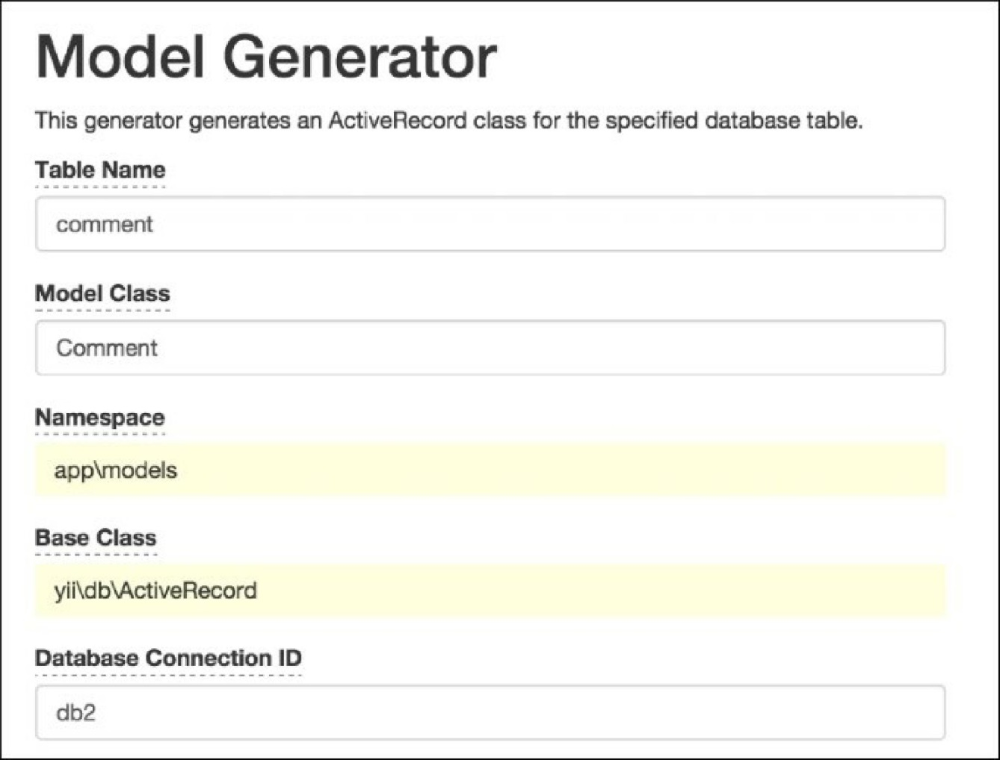 Model Generator
This generator generates an ActiveRecord class for the specified database table.
Table Name
comment
Model Class
Comment
Namespace
app\models
Base Class
yii\db\ActiveRecord
Database Connection ID
db2